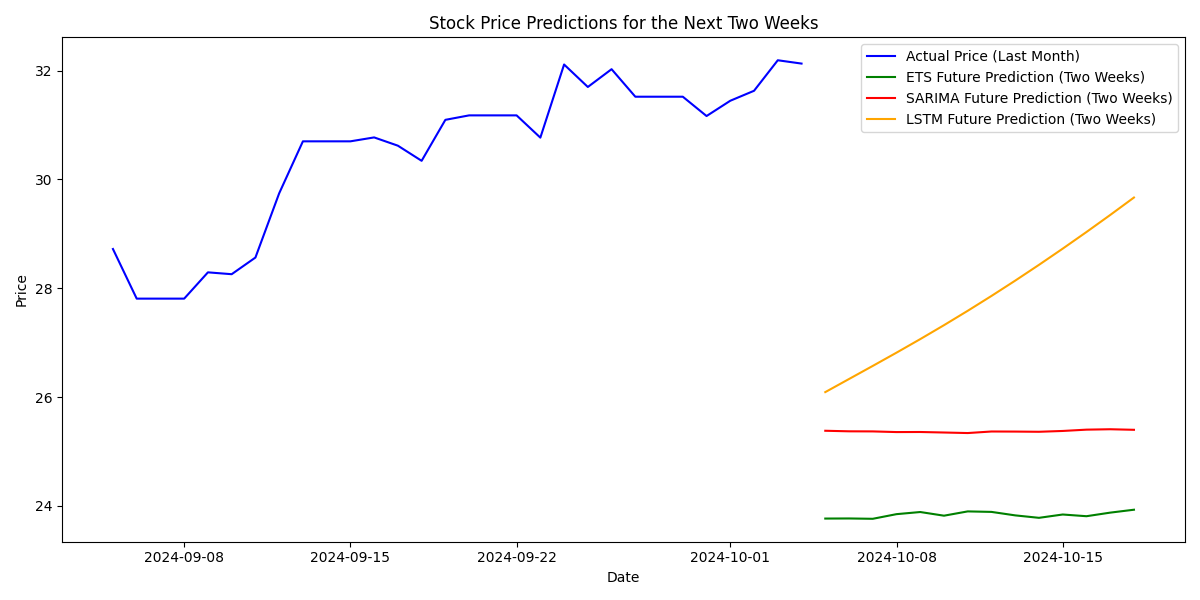 Stock Price Predictions for the Next Two Weeks
Actual Price (Last Month)
ETS Future Prediction (Two Weeks)
SARIMA Future Prediction (Two Weeks)
LSTM Future Prediction (Two Weeks)
Price
32
30
28
26
24
2024-09-08
2024-09-15
2024-09-22
2024-10-01
2024-10-08
2024-10-15
Date